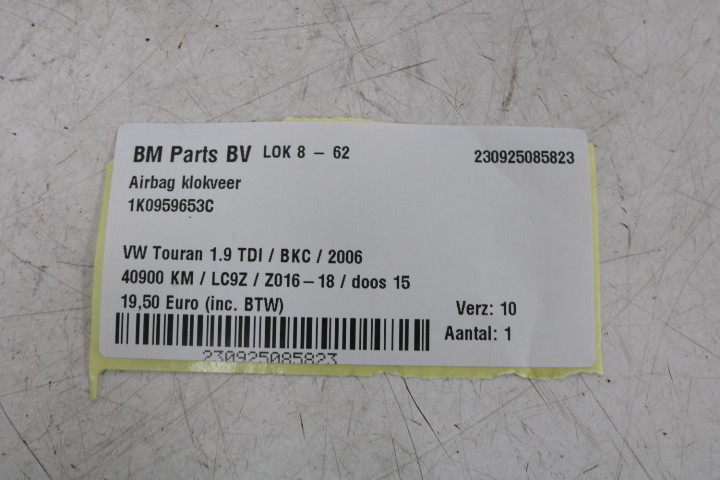 BM Parts BV LOK 8 - 62 230925085823
Airbag klokveer
1K0959653C
VW Touran 1.9 TDI / BKC / 2006
40900 KM / LC9Z / Z016-18 / doos 15
19,50 Euro (inc. BTW) Verz: 10
Aantal: 1
230925085823